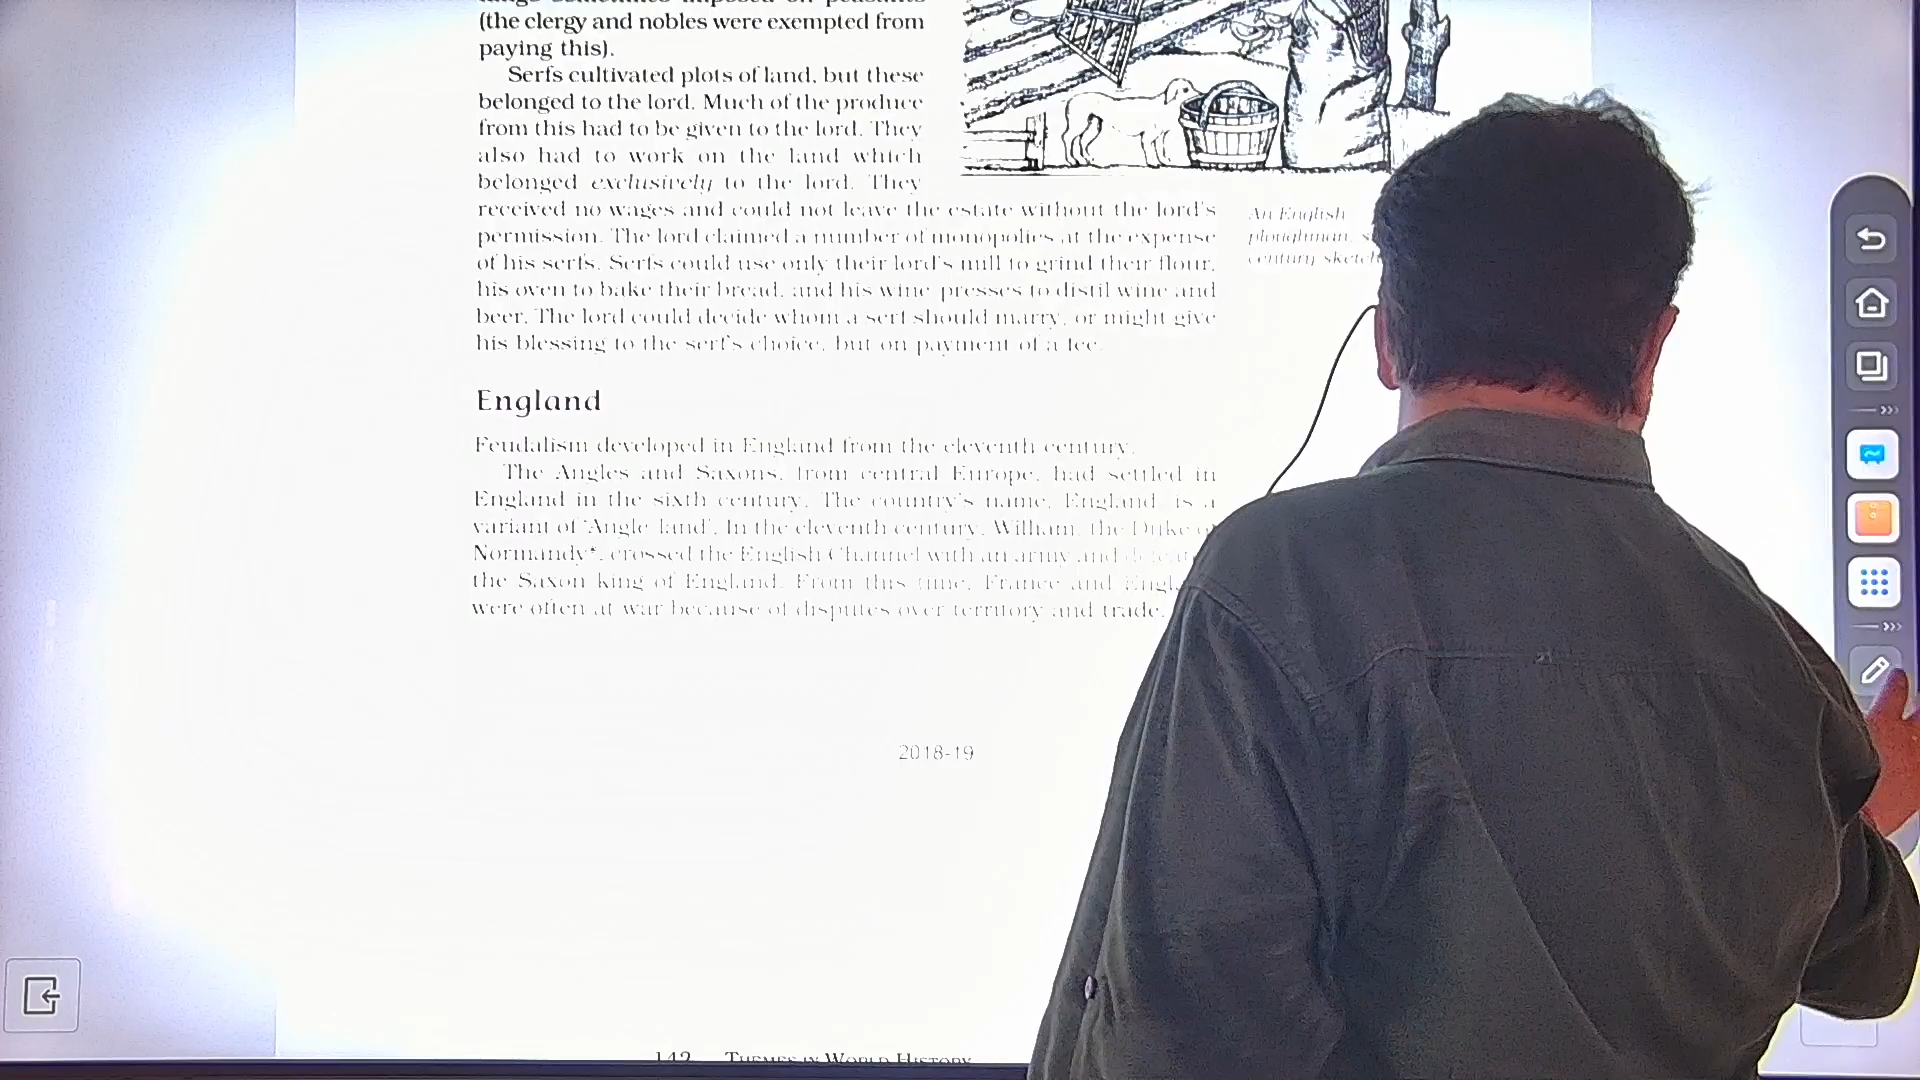 (the clergy and nobles were exempted from
paying this).
Serfs cultivated plots of land, but these
belonged to the lord. Much of the produce
from this had to be given to the lord. They
also had to work on the land which
belonged exclusively to the lord. They
received no wages and could not leave the estate without the lord's
permission. The lord claimed a number of monopolies at the expense
of his serfs. Serfs could use only their lord's mill to grind their flour,
his oven to bake their bread, and his wine-presses to distil wine and
beer. The lord could decide whom a serf should marry, or might give
his blessing to the serf's choice, but on payment of a fee.
An English
ploughman,
century sketch
England
Feudalism developed in England from the eleventh century.
The Angles and Saxons, from central Europe, had settled in
England in the sixth century. The country's name, England, is a
variant of 'Angle-land'. In the eleventh century, William, the Duke
Normandy*, crossed the English Channel with an army and
the Saxon king of England. From this time, France and
were often at war because of disputes over territory and trade.
2018-19
142 THEMES IN WORLD HISTORY